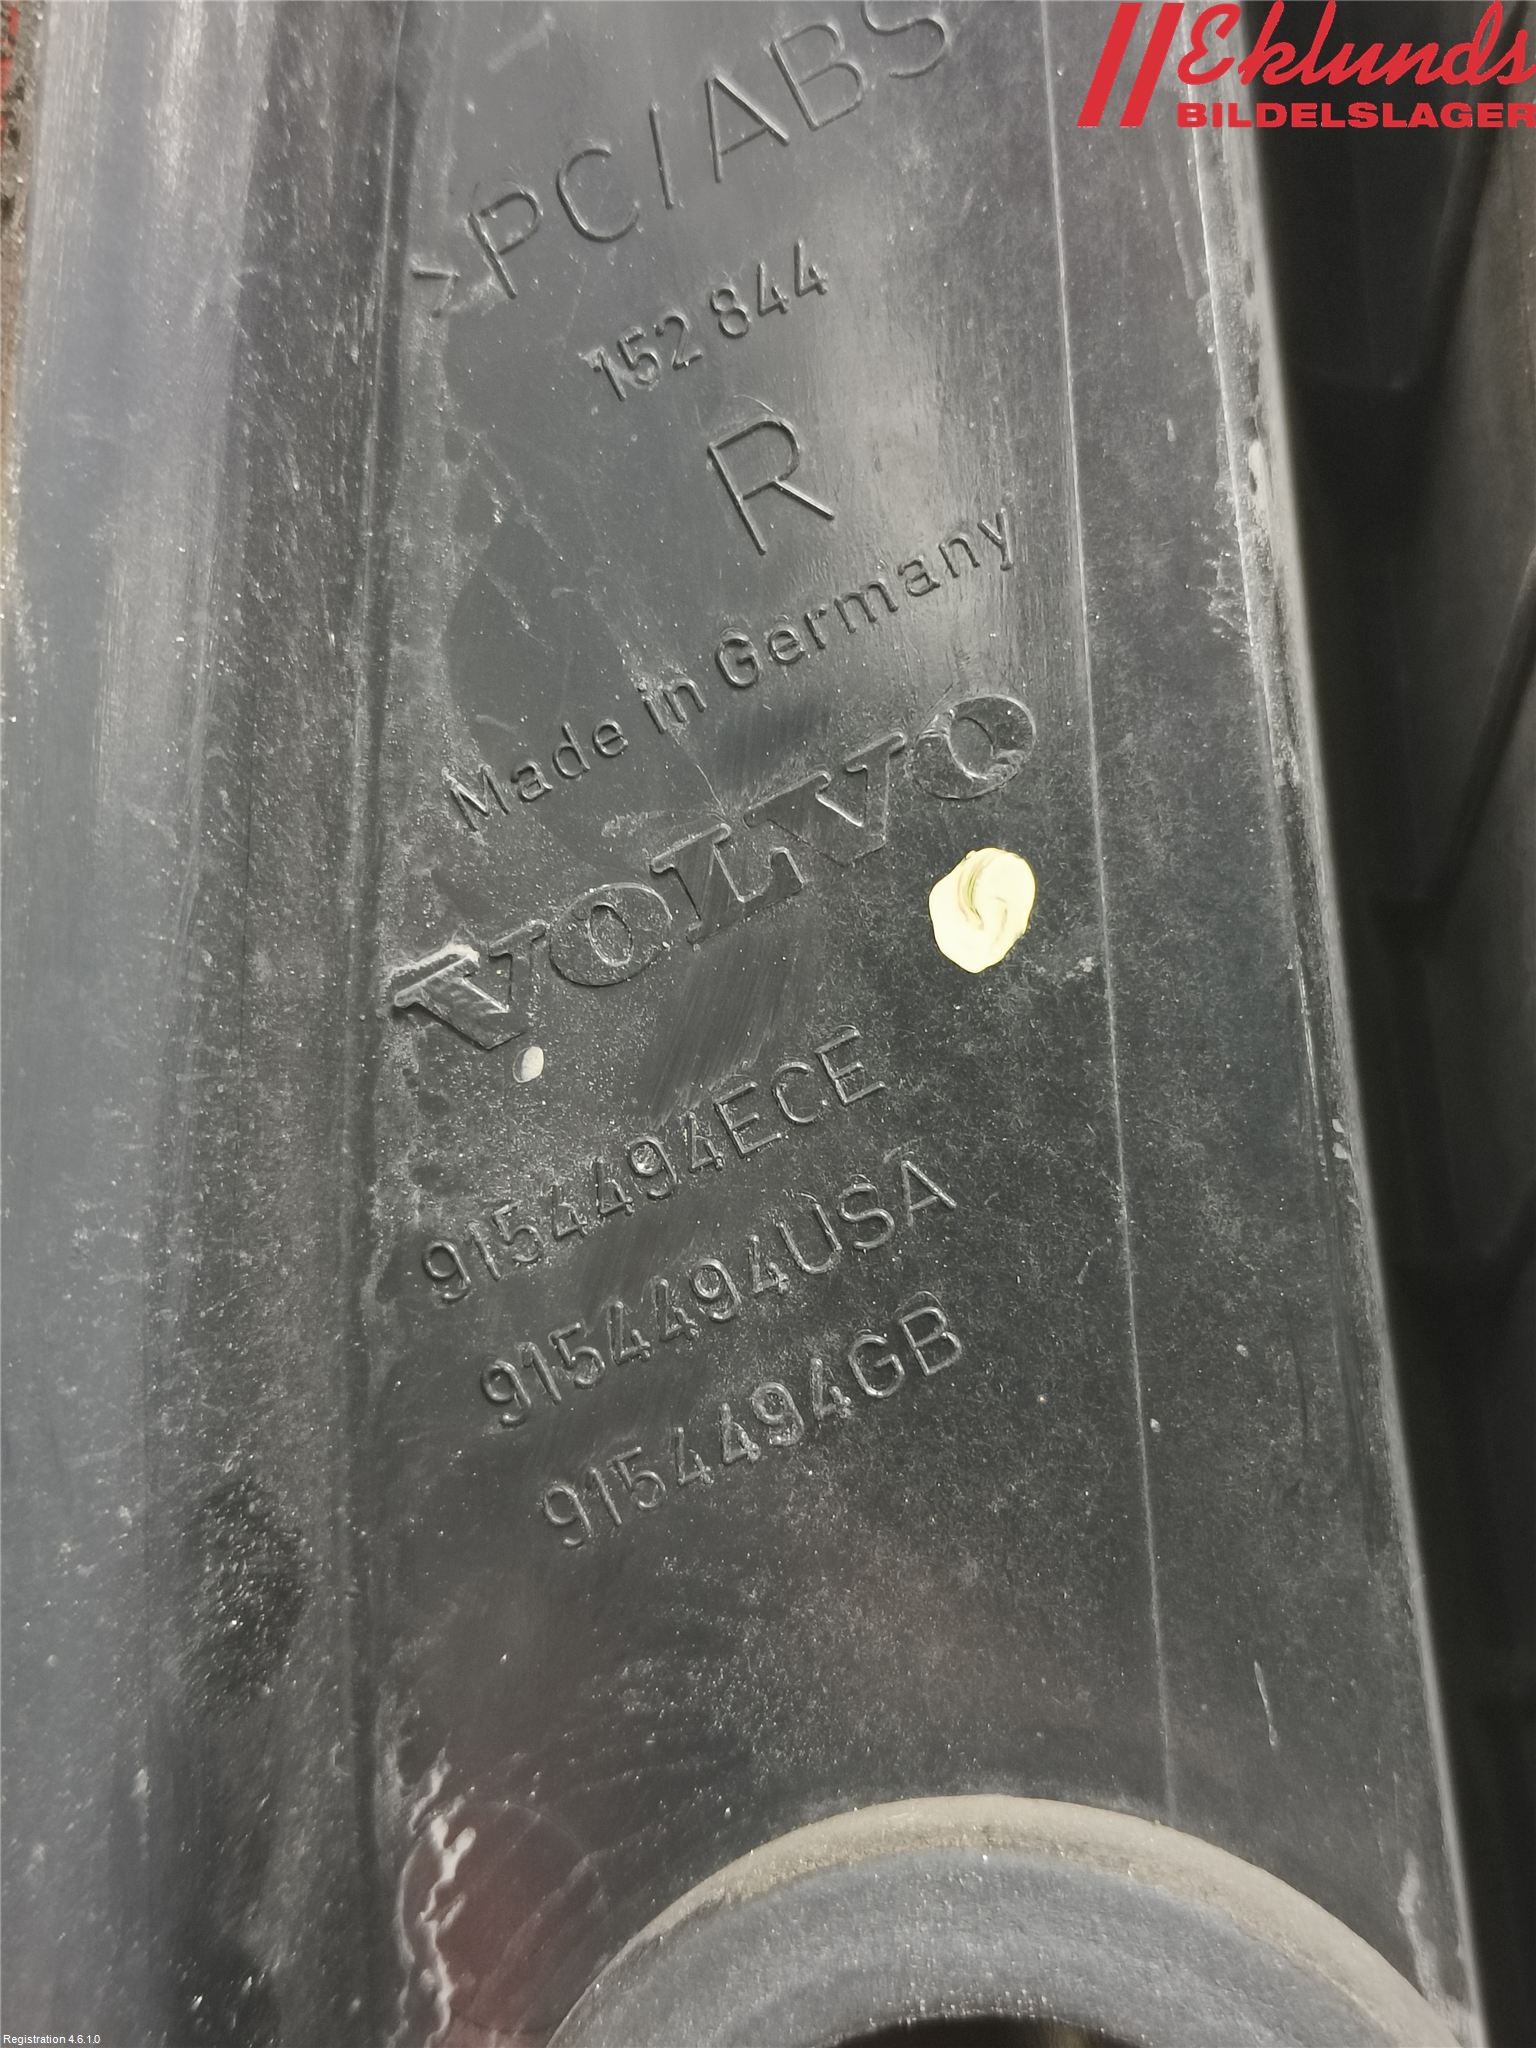 Eklunds
BILDELSLAGER
>PC/ABS
152 844
R
Made in Germany
VOLVO
9154494ECE
9154494USA
9154494GB
Registration 4.6.1.0